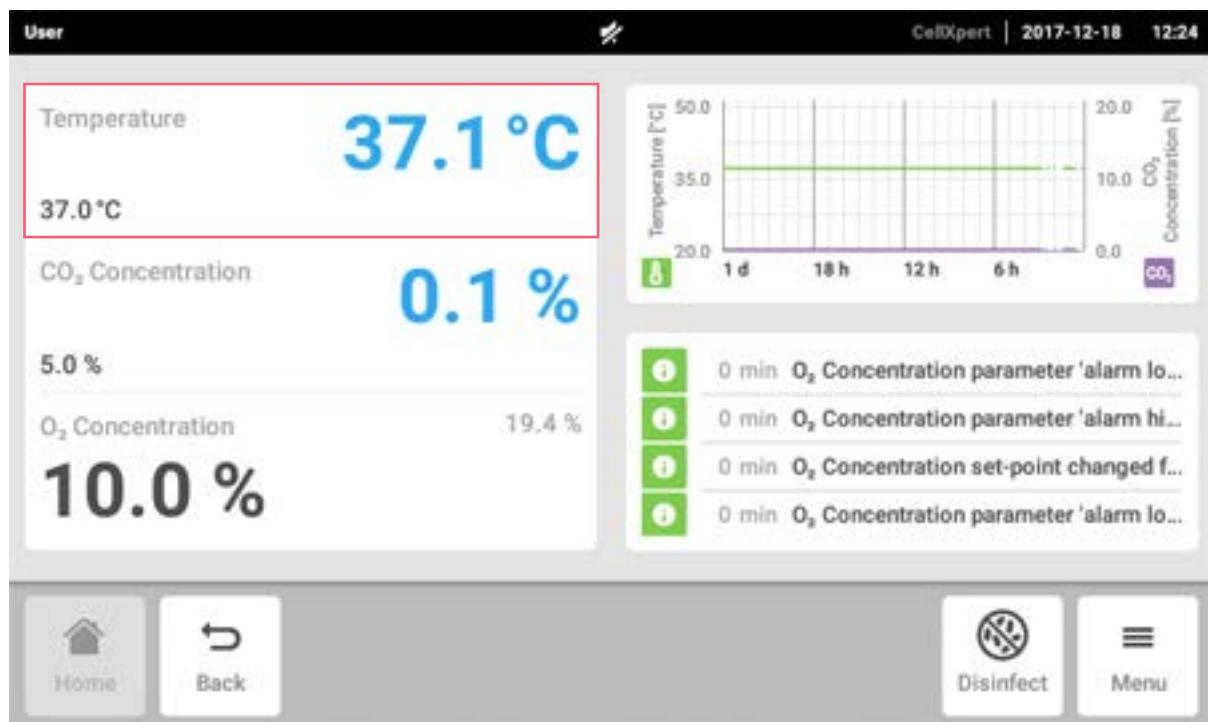 User CellXpert | 2017-12-18 12:24
Temperature
37.1°C
37.0°C
CO₂ Concentration
0.1 %
5.0 %
O₂ Concentration 19.4 %
10.0 %
Temperature [°C]
50.0
35.0
20.0
20.0
10.0
0.0
CO₂
Concentration [%]
1 d 18 h 12 h 6 h
CO₂
0 min O₂ Concentration parameter 'alarm lo...
0 min O₂ Concentration parameter 'alarm hi...
0 min O₂ Concentration set-point changed f...
0 min O₂ Concentration parameter 'alarm lo...
Home Back Disinfect Menu